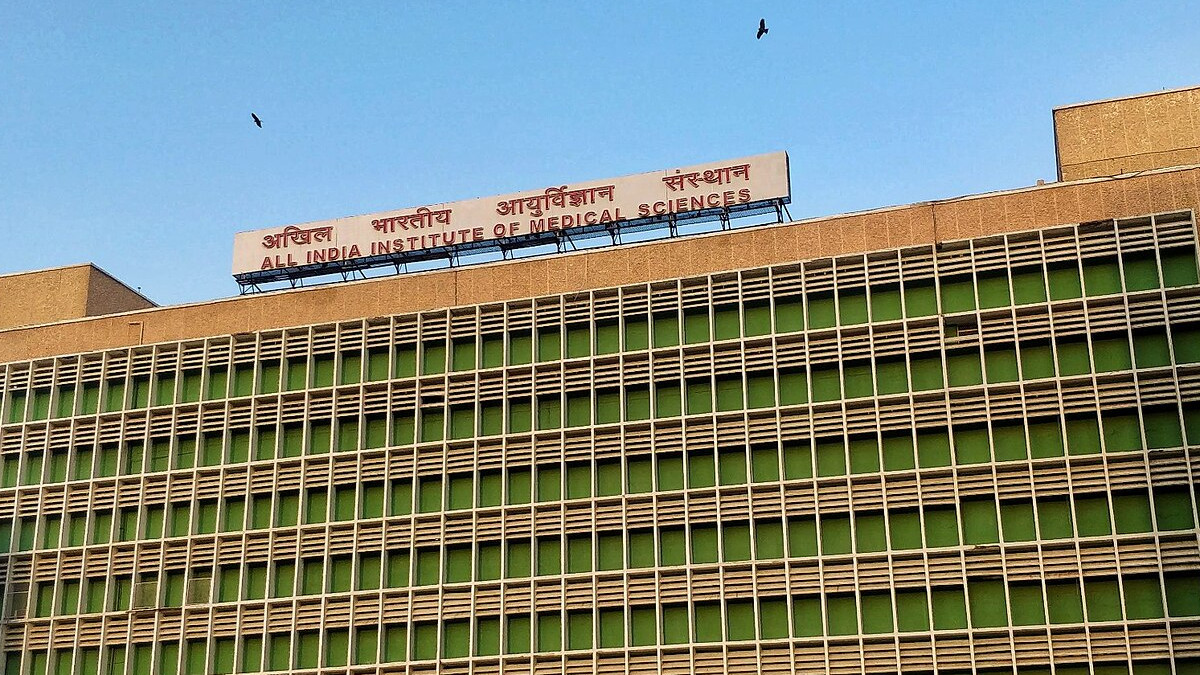 अखिल भारतीय आयुर्विज्ञान संस्थान
ALL INDIA INSTITUTE OF MEDICAL SCIENCES